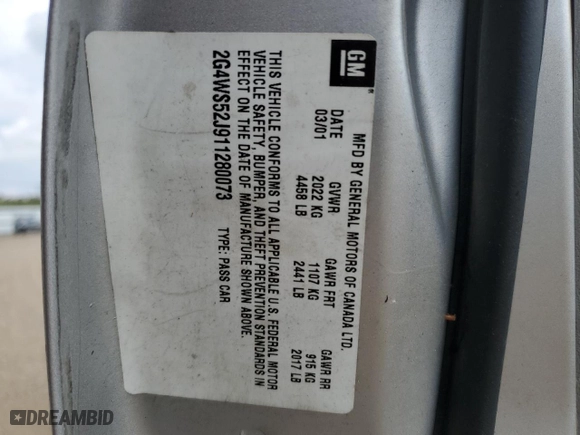 GM
MFD BY GENERAL MOTORS OF CANADA LTD.
DATE GVWR GAWR FRT GAWR RR
03/01 2022 KG 1107 KG 915 KG
4458 LB 2441 LB 2017 LB
THIS VEHICLE CONFORMS TO ALL APPLICABLE U.S. FEDERAL MOTOR
VEHICLE SAFETY, BUMPER, AND THEFT PREVENTION STANDARDS IN
EFFECT ON THE DATE OF MANUFACTURE SHOWN ABOVE.
2G4WS52J911280073 TYPE: PASS CAR
DREAMBID